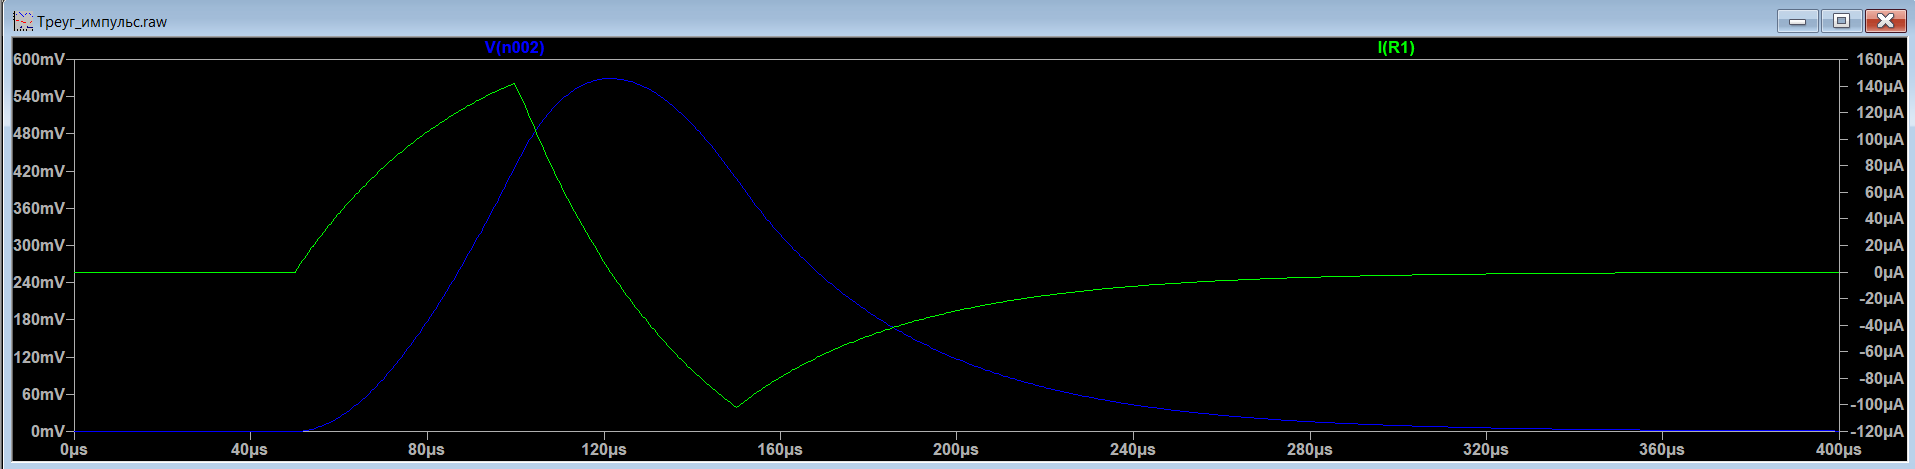 Треуг_импульс.raw
V(n002) I(R1)
600mV 160µA
540mV 140µA
120µA
480mV 100µA
420mV 80µA
60µA
360mV 40µA
300mV 20µA
0µA
240mV -20µA
180mV -40µA
-60µA
120mV -80µA
60mV -100µA
0mV -120µA
0µs 40µs 80µs 120µs 160µs 200µs 240µs 280µs 320µs 360µs 400µs